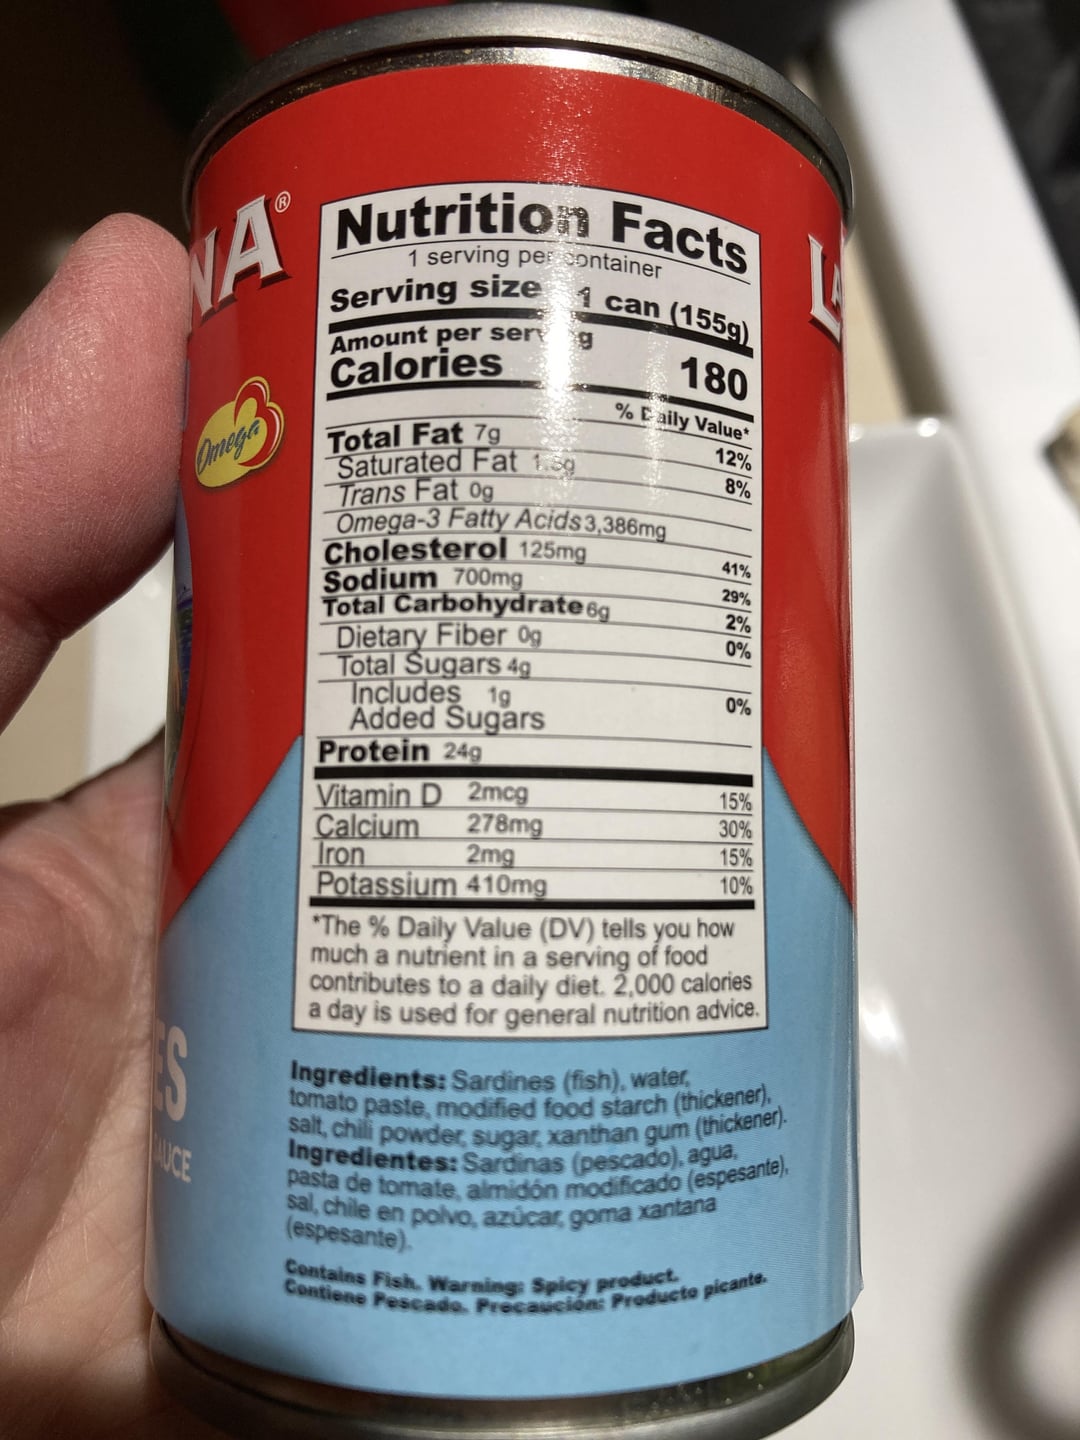 NA®
LA
Omega 3
Nutrition Facts
1 serving per container
Serving size 1 can (155g)
Amount per serving
Calories 180
% Daily Value*
Total Fat 7g 12%
Saturated Fat 1.5g 8%
Trans Fat 0g
Omega-3 Fatty Acids 3,386mg
Cholesterol 125mg 41%
Sodium 700mg 29%
Total Carbohydrate 6g 2%
Dietary Fiber 0g 0%
Total Sugars 4g
Includes 1g
Added Sugars 0%
Protein 24g
Vitamin D 2mcg 15%
Calcium 278mg 30%
Iron 2mg 15%
Potassium 410mg 10%
*The % Daily Value (DV) tells you how
much a nutrient in a serving of food
contributes to a daily diet. 2,000 calories
a day is used for general nutrition advice.
ES
SAUCE
Ingredients: Sardines (fish), water,
tomato paste, modified food starch (thickener),
salt, chili powder, sugar, xanthan gum (thickener).
Ingredientes: Sardinas (pescado), agua,
pasta de tomate, almidón modificado (espesante),
sal, chile en polvo, azúcar, goma xantana
(espesante).
Contains Fish. Warning: Spicy product.
Contiene Pescado. Precaución: Producto picante.